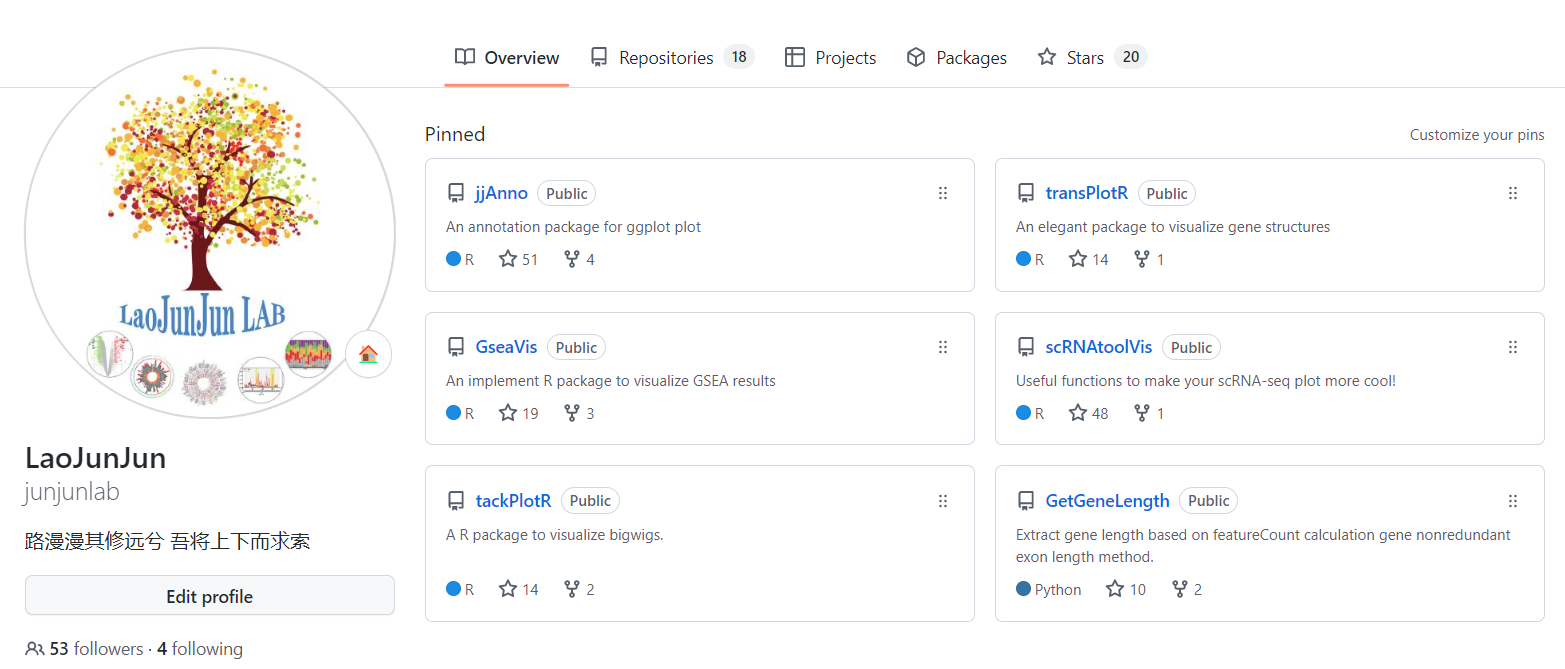 Overview Repositories 18 Projects Packages Stars 20
LaoJunJun LAB
LaoJunJun
junjunlab
路漫漫其修远兮 吾将上下而求索
Edit profile
53 followers · 4 following
Pinned
Customize your pins
jjAnno Public
An annotation package for ggplot plot
R 51 4
transPlotR Public
An elegant package to visualize gene structures
R 14 1
GseaVis Public
An implement R package to visualize GSEA results
R 19 3
scRNAtoolVis Public
Useful functions to make your scRNA-seq plot more cool!
R 48 1
tackPlotR Public
A R package to visualize bigwigs.
R 14 2
GetGeneLength Public
Extract gene length based on featureCount calculation gene nonredundant
exon length method.
Python 10 2